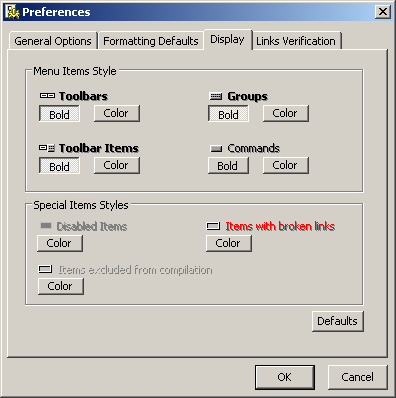 Preferences
General Options Formatting Defaults Display Links Verification
Menu Items Style
Toolbars Groups
Bold Color Bold Color
Toolbar Items Commands
Bold Color Bold Color
Special Items Styles
Disabled Items Items with broken links
Color Color
Items excluded from compilation
Color
Defaults
OK Cancel